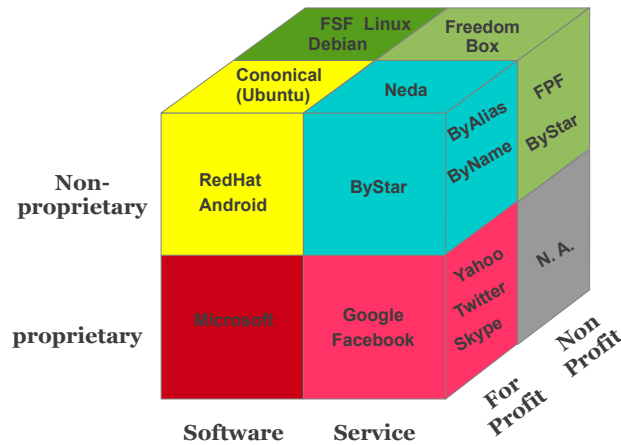 FSF Linux
Debian
Freedom
Box
Cononical
(Ubuntu)
Neda
Non-
proprietary
RedHat
Android
ByStar
ByAlias
ByName
FPF
ByStar
proprietary
Microsoft
Google
Facebook
Yahoo
Twitter
Skype
N. A.
Software
Service
For
Profit
Non
Profit